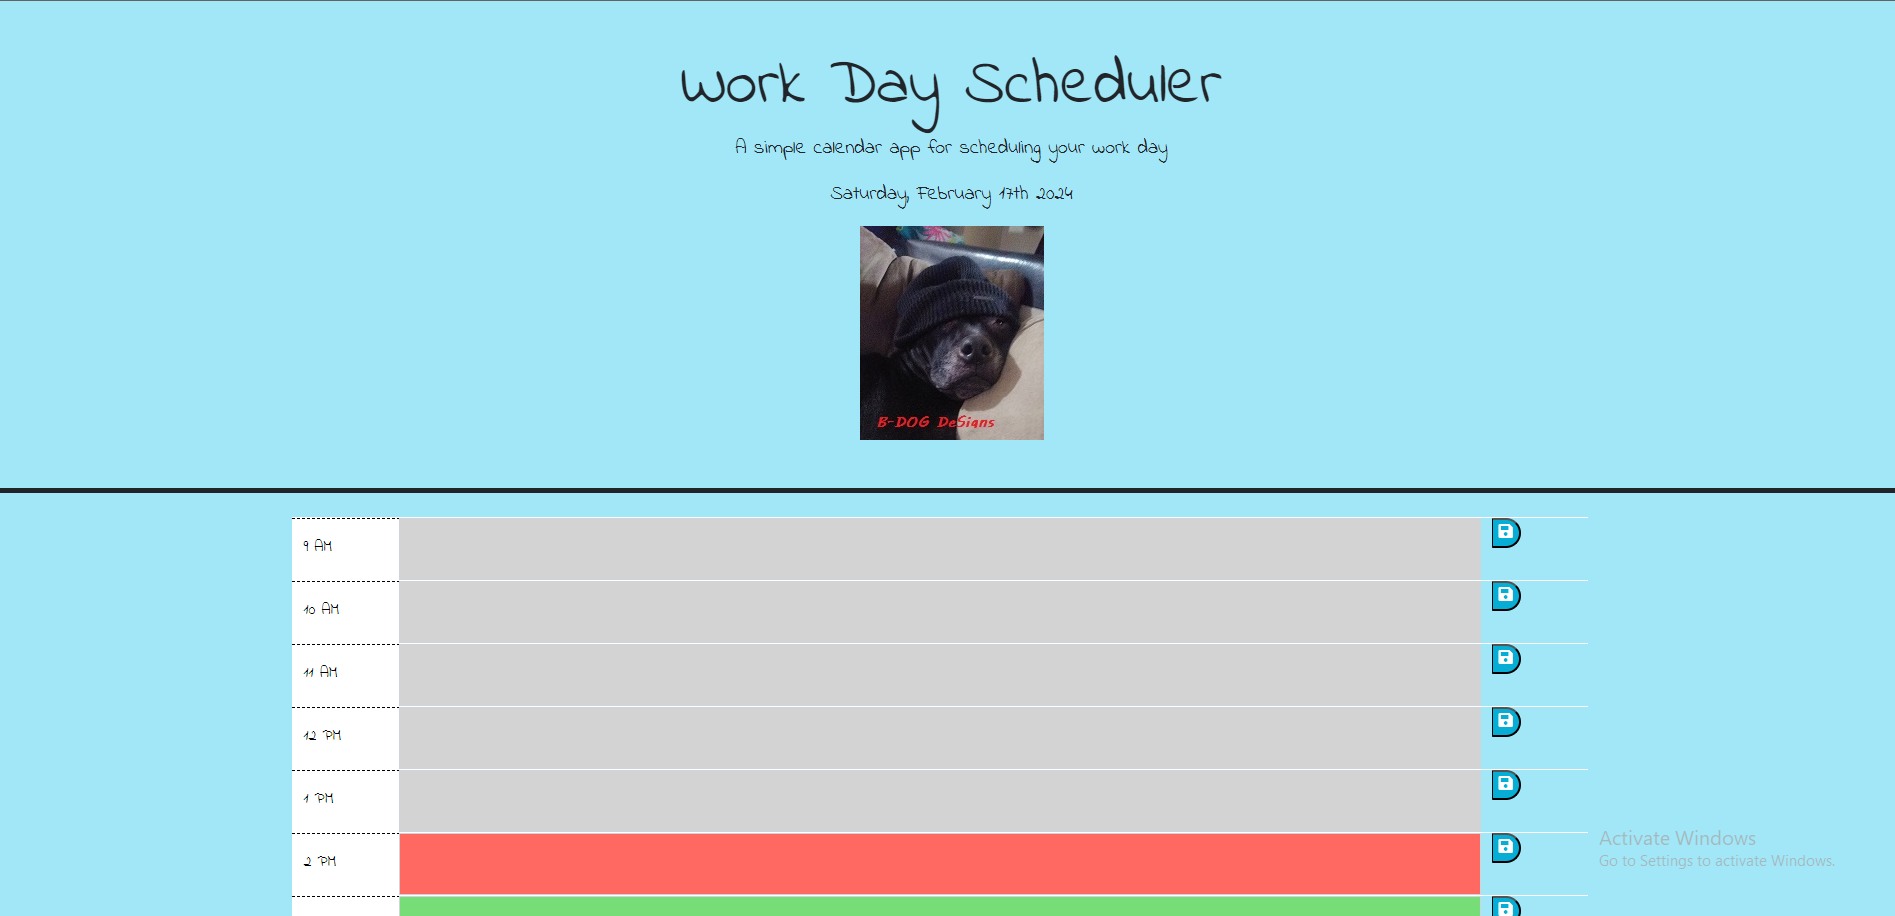 Work Day Scheduler
A simple calendar app for scheduling your work day
Saturday, February 17th 2024
B-DOG DeSigns
9 AM
10 AM
11 AM
12 PM
1 PM
2 PM
Activate Windows
Go to Settings to activate Windows.